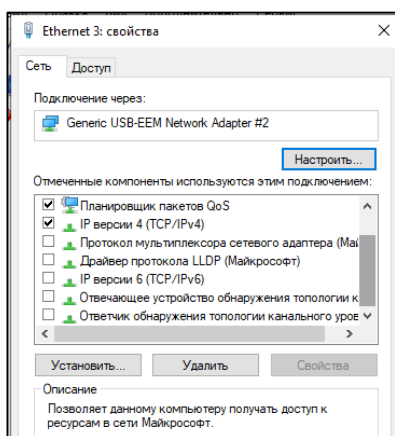 Ethernet 3: свойства
Сеть Доступ
Подключение через:
Generic USB-EEM Network Adapter #2
Настроить...
Отмеченные компоненты используются этим подключением:
Планировщик пакетов QoS
IP версии 4 (TCP/IPv4)
Протокол мультиплексора сетевого адаптера (Май
Драйвер протокола LLDP (Майкрософт)
IP версии 6 (TCP/IPv6)
Отвечающее устройство обнаружения топологии к
Ответчик обнаружения топологии канального уров
Установить... Удалить Свойства
Описание
Позволяет данному компьютеру получать доступ к
ресурсам в сети Майкрософт.